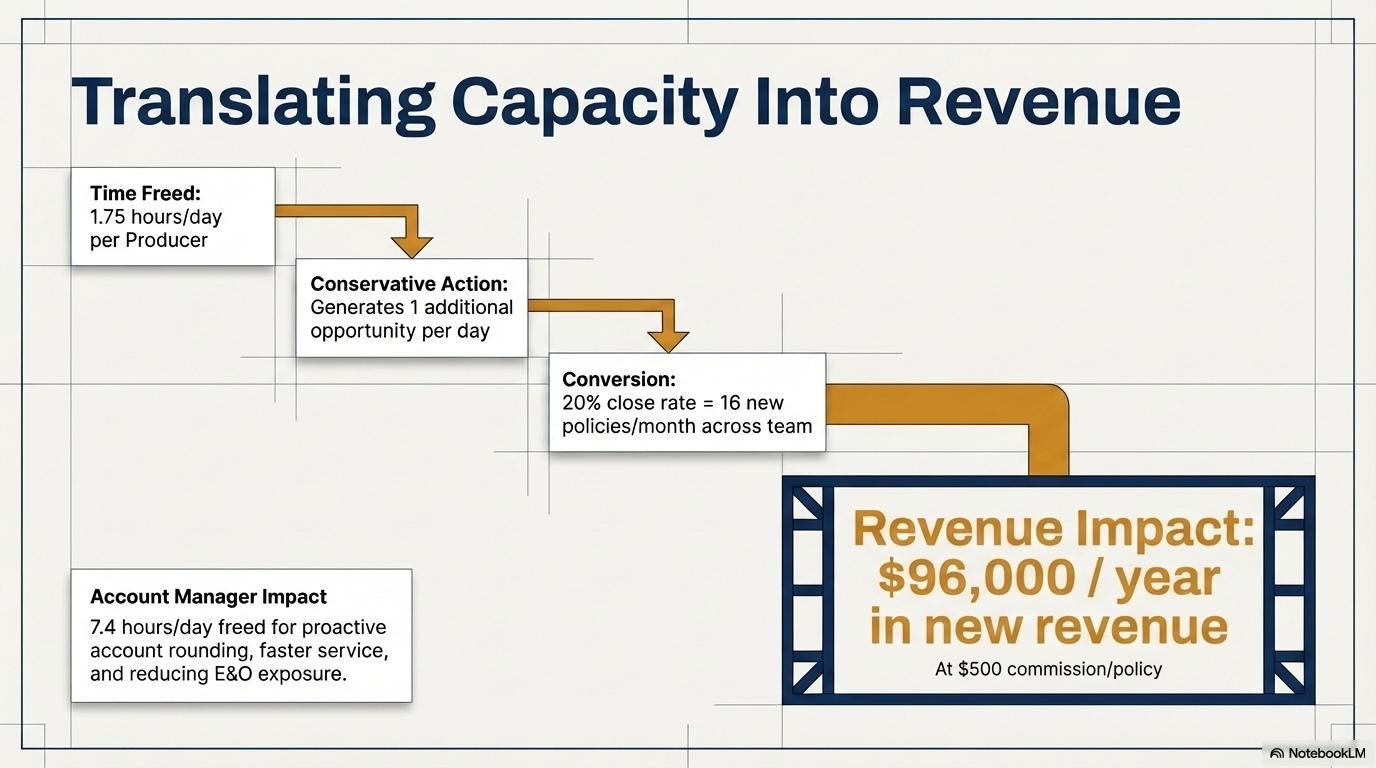 Translating Capacity Into Revenue
Time Freed:
1.75 hours/day
per Producer
Conservative Action:
Generates 1 additional
opportunity per day
Conversion:
20% close rate = 16 new
policies/month across team
Revenue Impact:
$96,000 / year
in new revenue
At $500 commission/policy
Account Manager Impact
7.4 hours/day freed for proactive
account rounding, faster service,
and reducing E&O exposure.
NotebookLM